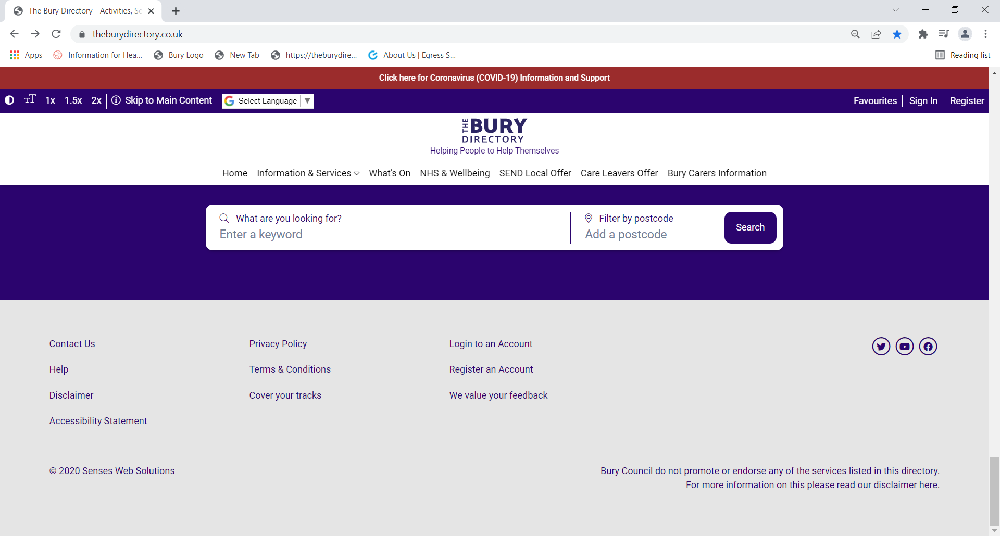 The Bury Directory - Activities, Se
theburydirectory.co.uk
Apps Information for Hea... Bury Logo New Tab https://theburydire... About Us | Egress S... Reading list
Click here for Coronavirus (COVID-19) Information and Support
1x 1.5x 2x Skip to Main Content Select Language ▼ Favourites Sign In Register
THE BURY
DIRECTORY
Helping People to Help Themselves
Home Information & Services What's On NHS & Wellbeing SEND Local Offer Care Leavers Offer Bury Carers Information
What are you looking for? Filter by postcode
Enter a keyword Add a postcode
Search
Contact Us Privacy Policy Login to an Account
Help Terms & Conditions Register an Account
Disclaimer Cover your tracks We value your feedback
Accessibility Statement
© 2020 Senses Web Solutions Bury Council do not promote or endorse any of the services listed in this directory.
For more information on this please read our disclaimer here.